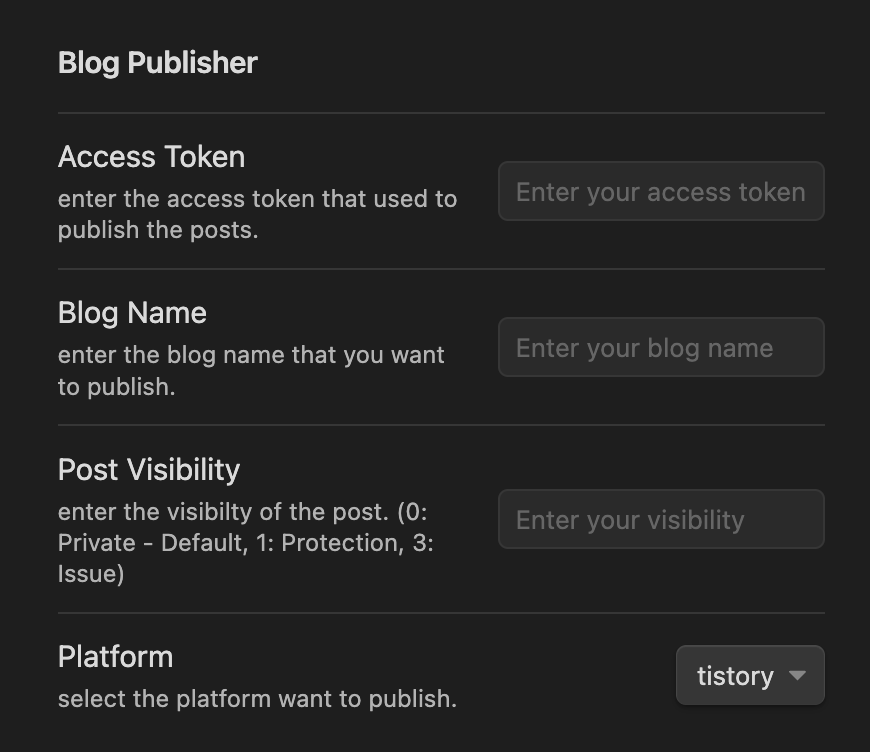 Blog Publisher
Access Token
enter the access token that used to
publish the posts.
Enter your access token
Blog Name
enter the blog name that you want
to publish.
Enter your blog name
Post Visibility
enter the visibilty of the post. (0:
Private - Default, 1: Protection, 3:
Issue)
Enter your visibility
Platform
select the platform want to publish.
tistory